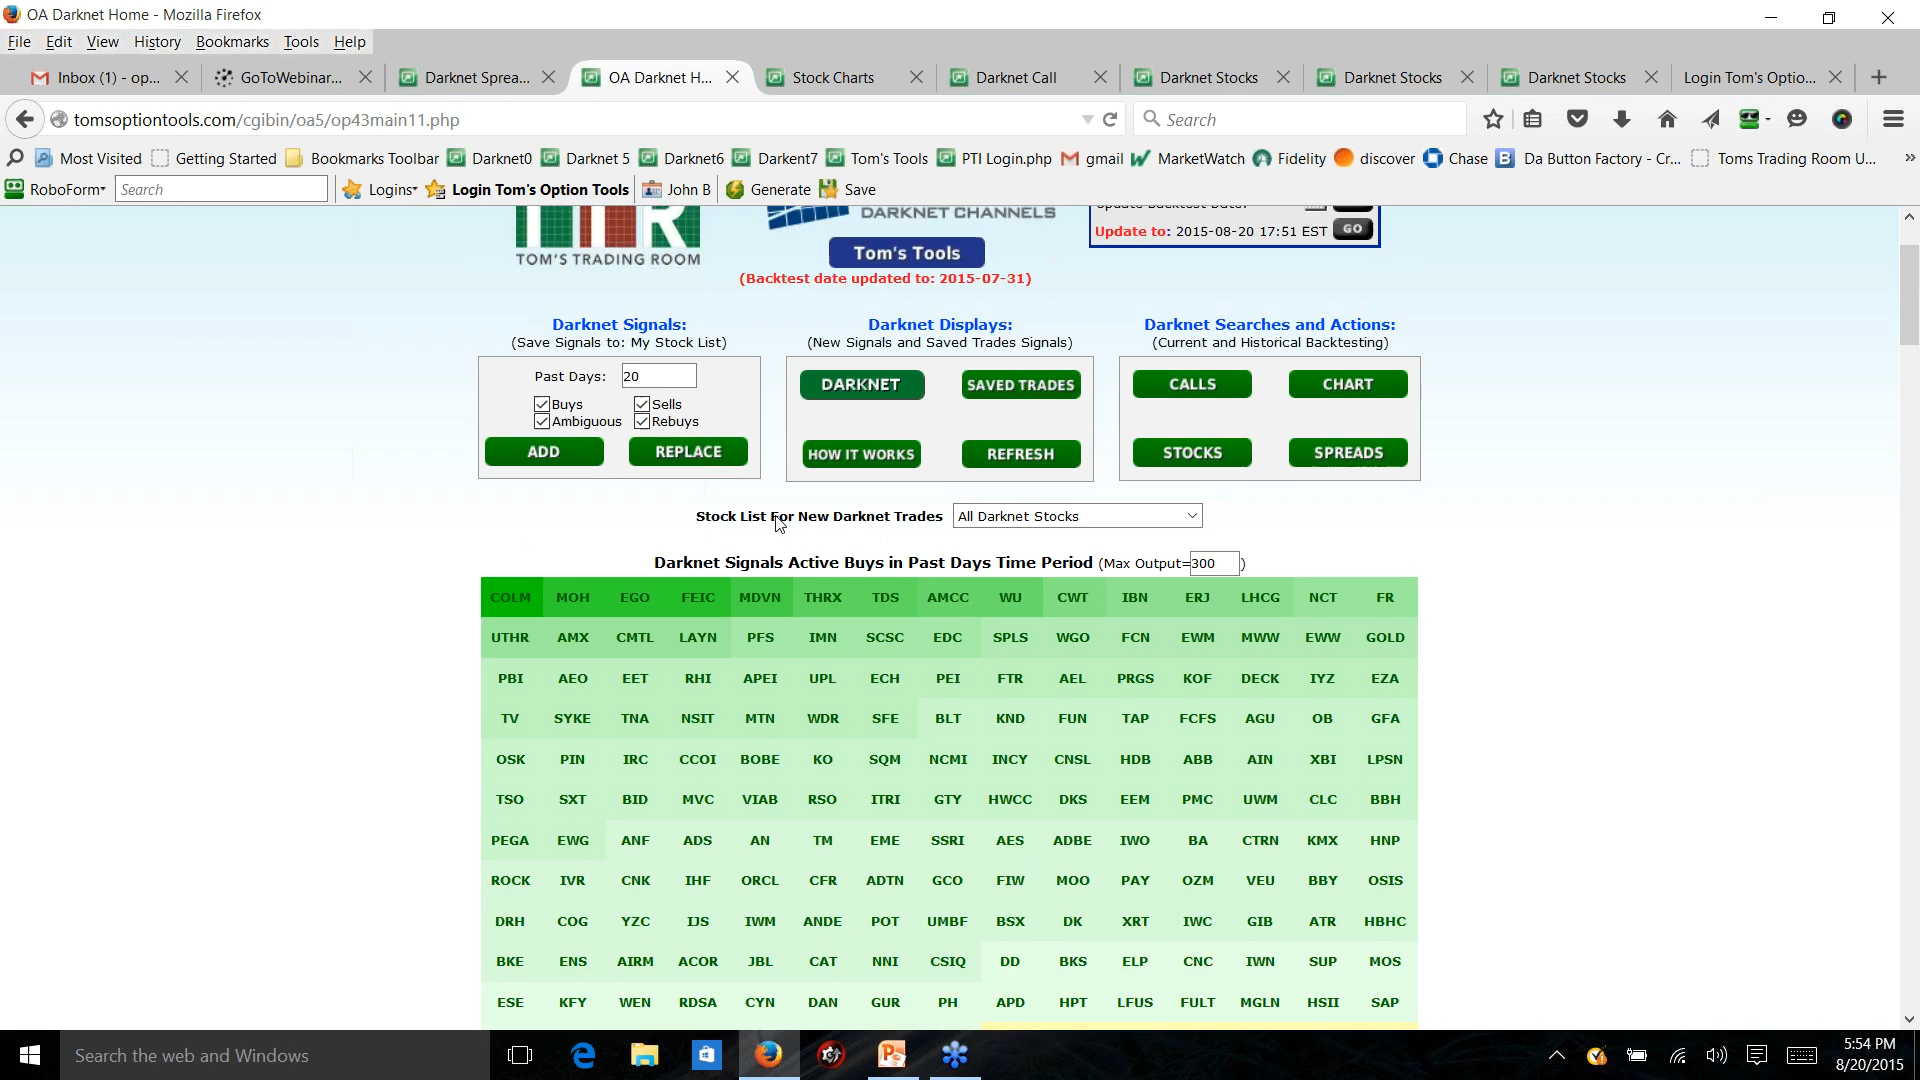 OA Darknet Home - Mozilla Firefox
File Edit View History Bookmarks Tools Help
Inbox (1) - op... GoToWebinar... Darknet Sprea... OA Darknet H... Stock Charts Darknet Call Darknet Stocks Darknet Stocks Darknet Stocks Login Tom's Optio...
tomsoptiontools.com/cgibin/oa5/op43main11.php Search
Most Visited Getting Started Bookmarks Toolbar Darknet0 Darknet 5 Darknet6 Darkent7 Tom's Tools PTI Login.php gmail MarketWatch Fidelity discover Chase Da Button Factory - Cr... Toms Trading Room U... »
RoboForm Search Logins Login Tom's Option Tools John B Generate Save
TTR DARKNET CHANNELS Update Backtest Date:
TOM'S TRADING ROOM Tom's Tools Update to: 2015-08-20 17:51 EST GO
(Backtest date updated to: 2015-07-31)
Darknet Signals: Darknet Displays: Darknet Searches and Actions:
(Save Signals to: My Stock List) (New Signals and Saved Trades Signals) (Current and Historical Backtesting)
Past Days: 20 DARKNET SAVED TRADES CALLS CHART
Buys Sells
Ambiguous Rebuys
ADD REPLACE HOW IT WORKS REFRESH STOCKS SPREADS
Stock List For New Darknet Trades All Darknet Stocks
Darknet Signals Active Buys in Past Days Time Period (Max Output=300)
COLM MOH EGO FEIC MDVN THRX TDS AMCC WU CWT IBN ERJ LHCG NCT FR
UTHR AMX CMTL LAYN PFS IMN SCSC EDC SPLS WGO FCN EWM MWW EWW GOLD
PBI AEO EET RHI APEI UPL ECH PEI FTR AEL PRGS KOF DECK IYZ EZA
TV SYKE TNA NSIT MTN WDR SFE BLT KND FUN TAP FCFS AGU OB GFA
OSK PIN IRC CCOI BOBE KO SQM NCMI INCY CNSL HDB ABB AIN XBI LPSN
TSO SXT BID MVC VIAB RSO ITRI GTY HWCC DKS EEM PMC UWM CLC BBH
PEGA EWG ANF ADS AN TM EME SSRI AES ADBE IWO BA CTRN KMX HNP
ROCK IVR CNK IHF ORCL CFR ADTN GCO FIW MOO PAY OZM VEU BBY OSIS
DRH COG YZC IJS IWM ANDE POT UMBF BSX DK XRT IWC GIB ATR HBHC
BKE ENS AIRM ACOR JBL CAT NNI CSIQ DD BKS ELP CNC IWN SUP MOS
ESE KFY WEN RDSA CYN DAN GUR PH APD HPT LFUS FULT MGLN HSII SAP
Search the web and Windows 5:54 PM
8/20/2015